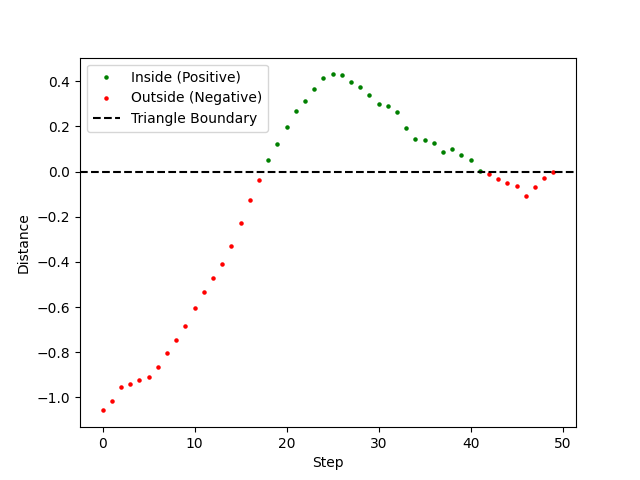 Inside (Positive)
Outside (Negative)
Triangle Boundary
0.4
0.2
0.0
−0.2
−0.4
−0.6
−0.8
−1.0
Distance
0 10 20 30 40 50
Step